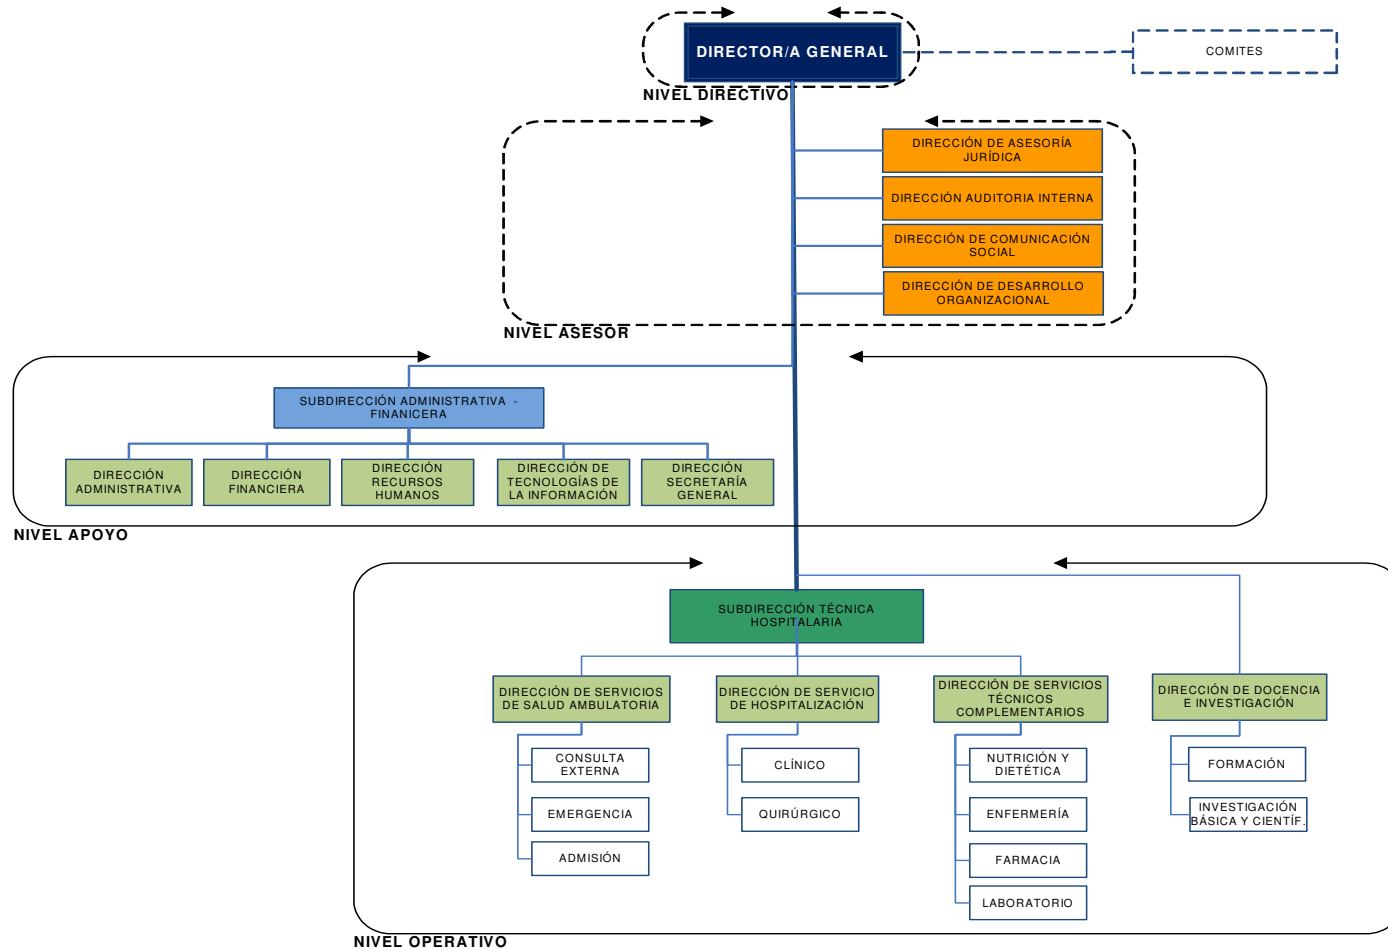 DIRECTOR/A GENERAL
COMITES
NIVEL DIRECTIVO
DIRECCIÓN DE ASESORÍA
JURÍDICA
DIRECCIÓN AUDITORIA INTERNA
DIRECCIÓN DE COMUNICACIÓN
SOCIAL
DIRECCIÓN DE DESARROLLO
ORGANIZACIONAL
NIVEL ASESOR
SUBDIRECCIÓN ADMINISTRATIVA -
FINANICERA
DIRECCIÓN
ADMINISTRATIVA
DIRECCIÓN
FINANCIERA
DIRECCIÓN
RECURSOS
HUMANOS
DIRECCIÓN DE
TECNOLOGÍAS DE
LA INFORMACIÓN
DIRECCIÓN
SECRETARÍA
GENERAL
NIVEL APOYO
SUBDIRECCIÓN TÉCNICA
HOSPITALARIA
DIRECCIÓN DE SERVICIOS
DE SALUD AMBULATORIA
DIRECCIÓN DE SERVICIO
DE HOSPITALIZACIÓN
DIRECCIÓN DE SERVICIOS
TÉCNICOS
COMPLEMENTARIOS
DIRECCIÓN DE DOCENCIA
E INVESTIGACIÓN
CONSULTA
EXTERNA
EMERGENCIA
ADMISIÓN
CLÍNICO
QUIRÚRGICO
NUTRICIÓN Y
DIETÉTICA
ENFERMERÍA
FARMACIA
LABORATORIO
FORMACIÓN
INVESTIGACIÓN
BÁSICA Y CIENTÍF.
NIVEL OPERATIVO